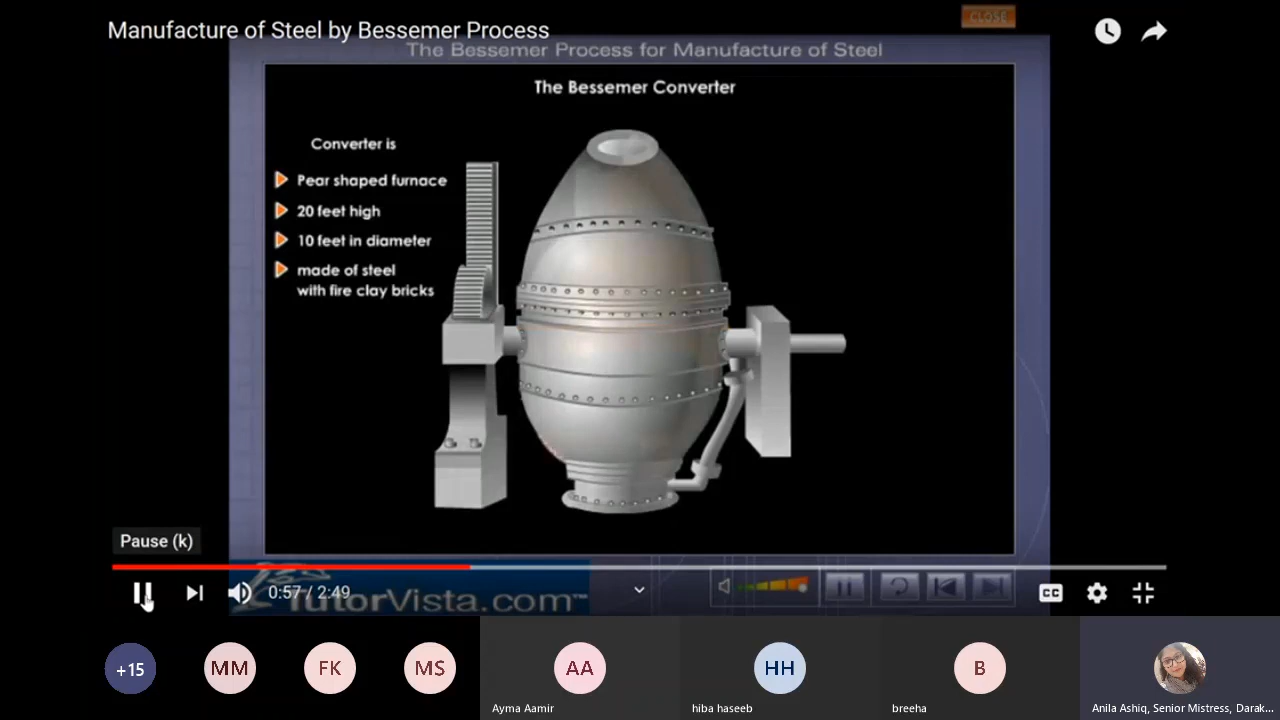 Manufacture of Steel by Bessemer Process
CLOSE
The Bessemer Process for Manufacture of Steel
The Bessemer Converter
Converter is
Pear shaped furnace
20 feet high
10 feet in diameter
made of steel
with fire clay bricks
Pause (k)
0:57 / 2:49
TutorVista.com™
CC
+15
MM
FK
MS
AA
HH
B
Ayma Aamir
hiba haseeb
breeha
Anila Ashiq, Senior Mistress, Darak...